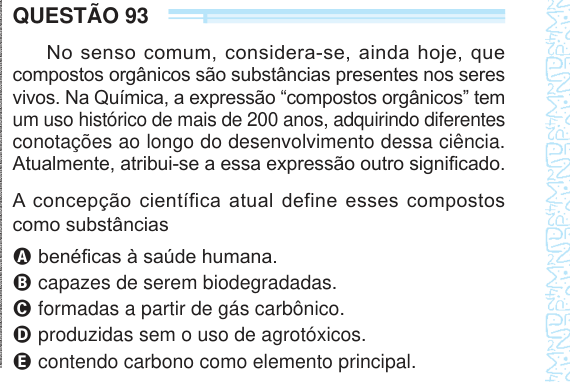 QUESTÃO 93
No senso comum, considera-se, ainda hoje, que
compostos orgânicos são substâncias presentes nos seres
vivos. Na Química, a expressão “compostos orgânicos” tem
um uso histórico de mais de 200 anos, adquirindo diferentes
conotações ao longo do desenvolvimento dessa ciência.
Atualmente, atribui-se a essa expressão outro significado.
A concepção científica atual define esses compostos
como substâncias
A benéficas à saúde humana.
B capazes de serem biodegradadas.
C formadas a partir de gás carbônico.
D produzidas sem o uso de agrotóxicos.
E contendo carbono como elemento principal.